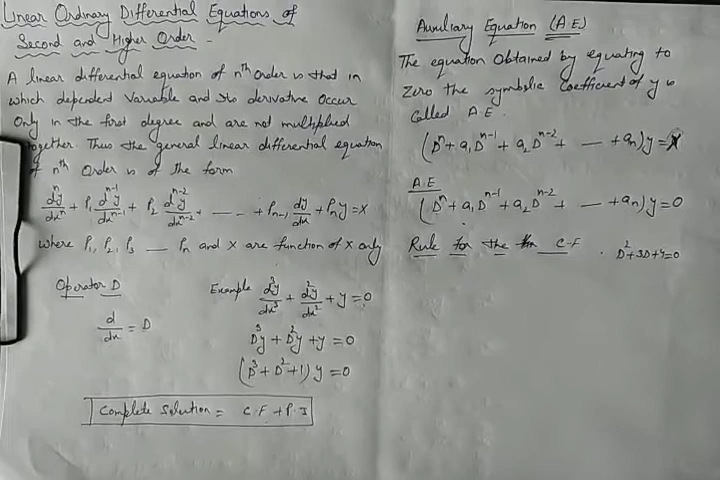 Linear Ordinary Differential Equations of
Second and Higher Order -
A linear differential equation of nth order is that in
which dependent Variable and its derivative occur
Only in the first degree and are not multiplied
together. Thus the general linear differential equation
of nth Order is of the form
dⁿy/dxⁿ + P₁ dⁿ⁻¹y/dxⁿ⁻¹ + P₂ dⁿ⁻²y/dxⁿ⁻² + - - - + Pₙ₋₁ dy/dx + Pₙy = X
where P₁, P₂, P₃ — Pₙ and X are function of x only
Operator D
d/dx = D
Example d³y/dx³ + d²y/dx² + y = 0
D³y + D²y + y = 0
(D³ + D² + 1) y = 0
Complete Solution = C.F + P.I
Auxiliary Equation (A.E)
The equation Obtained by equating to
Zero the symbolic Coefficient of y is
Called A E.
(Dⁿ + a₁Dⁿ⁻¹ + a₂Dⁿ⁻² + — + aₙ)y = X
A.E
(Dⁿ + a₁Dⁿ⁻¹ + a₂Dⁿ⁻² + — + aₙ)y = 0
Rule for the C.F
D² + 3D + 4 = 0